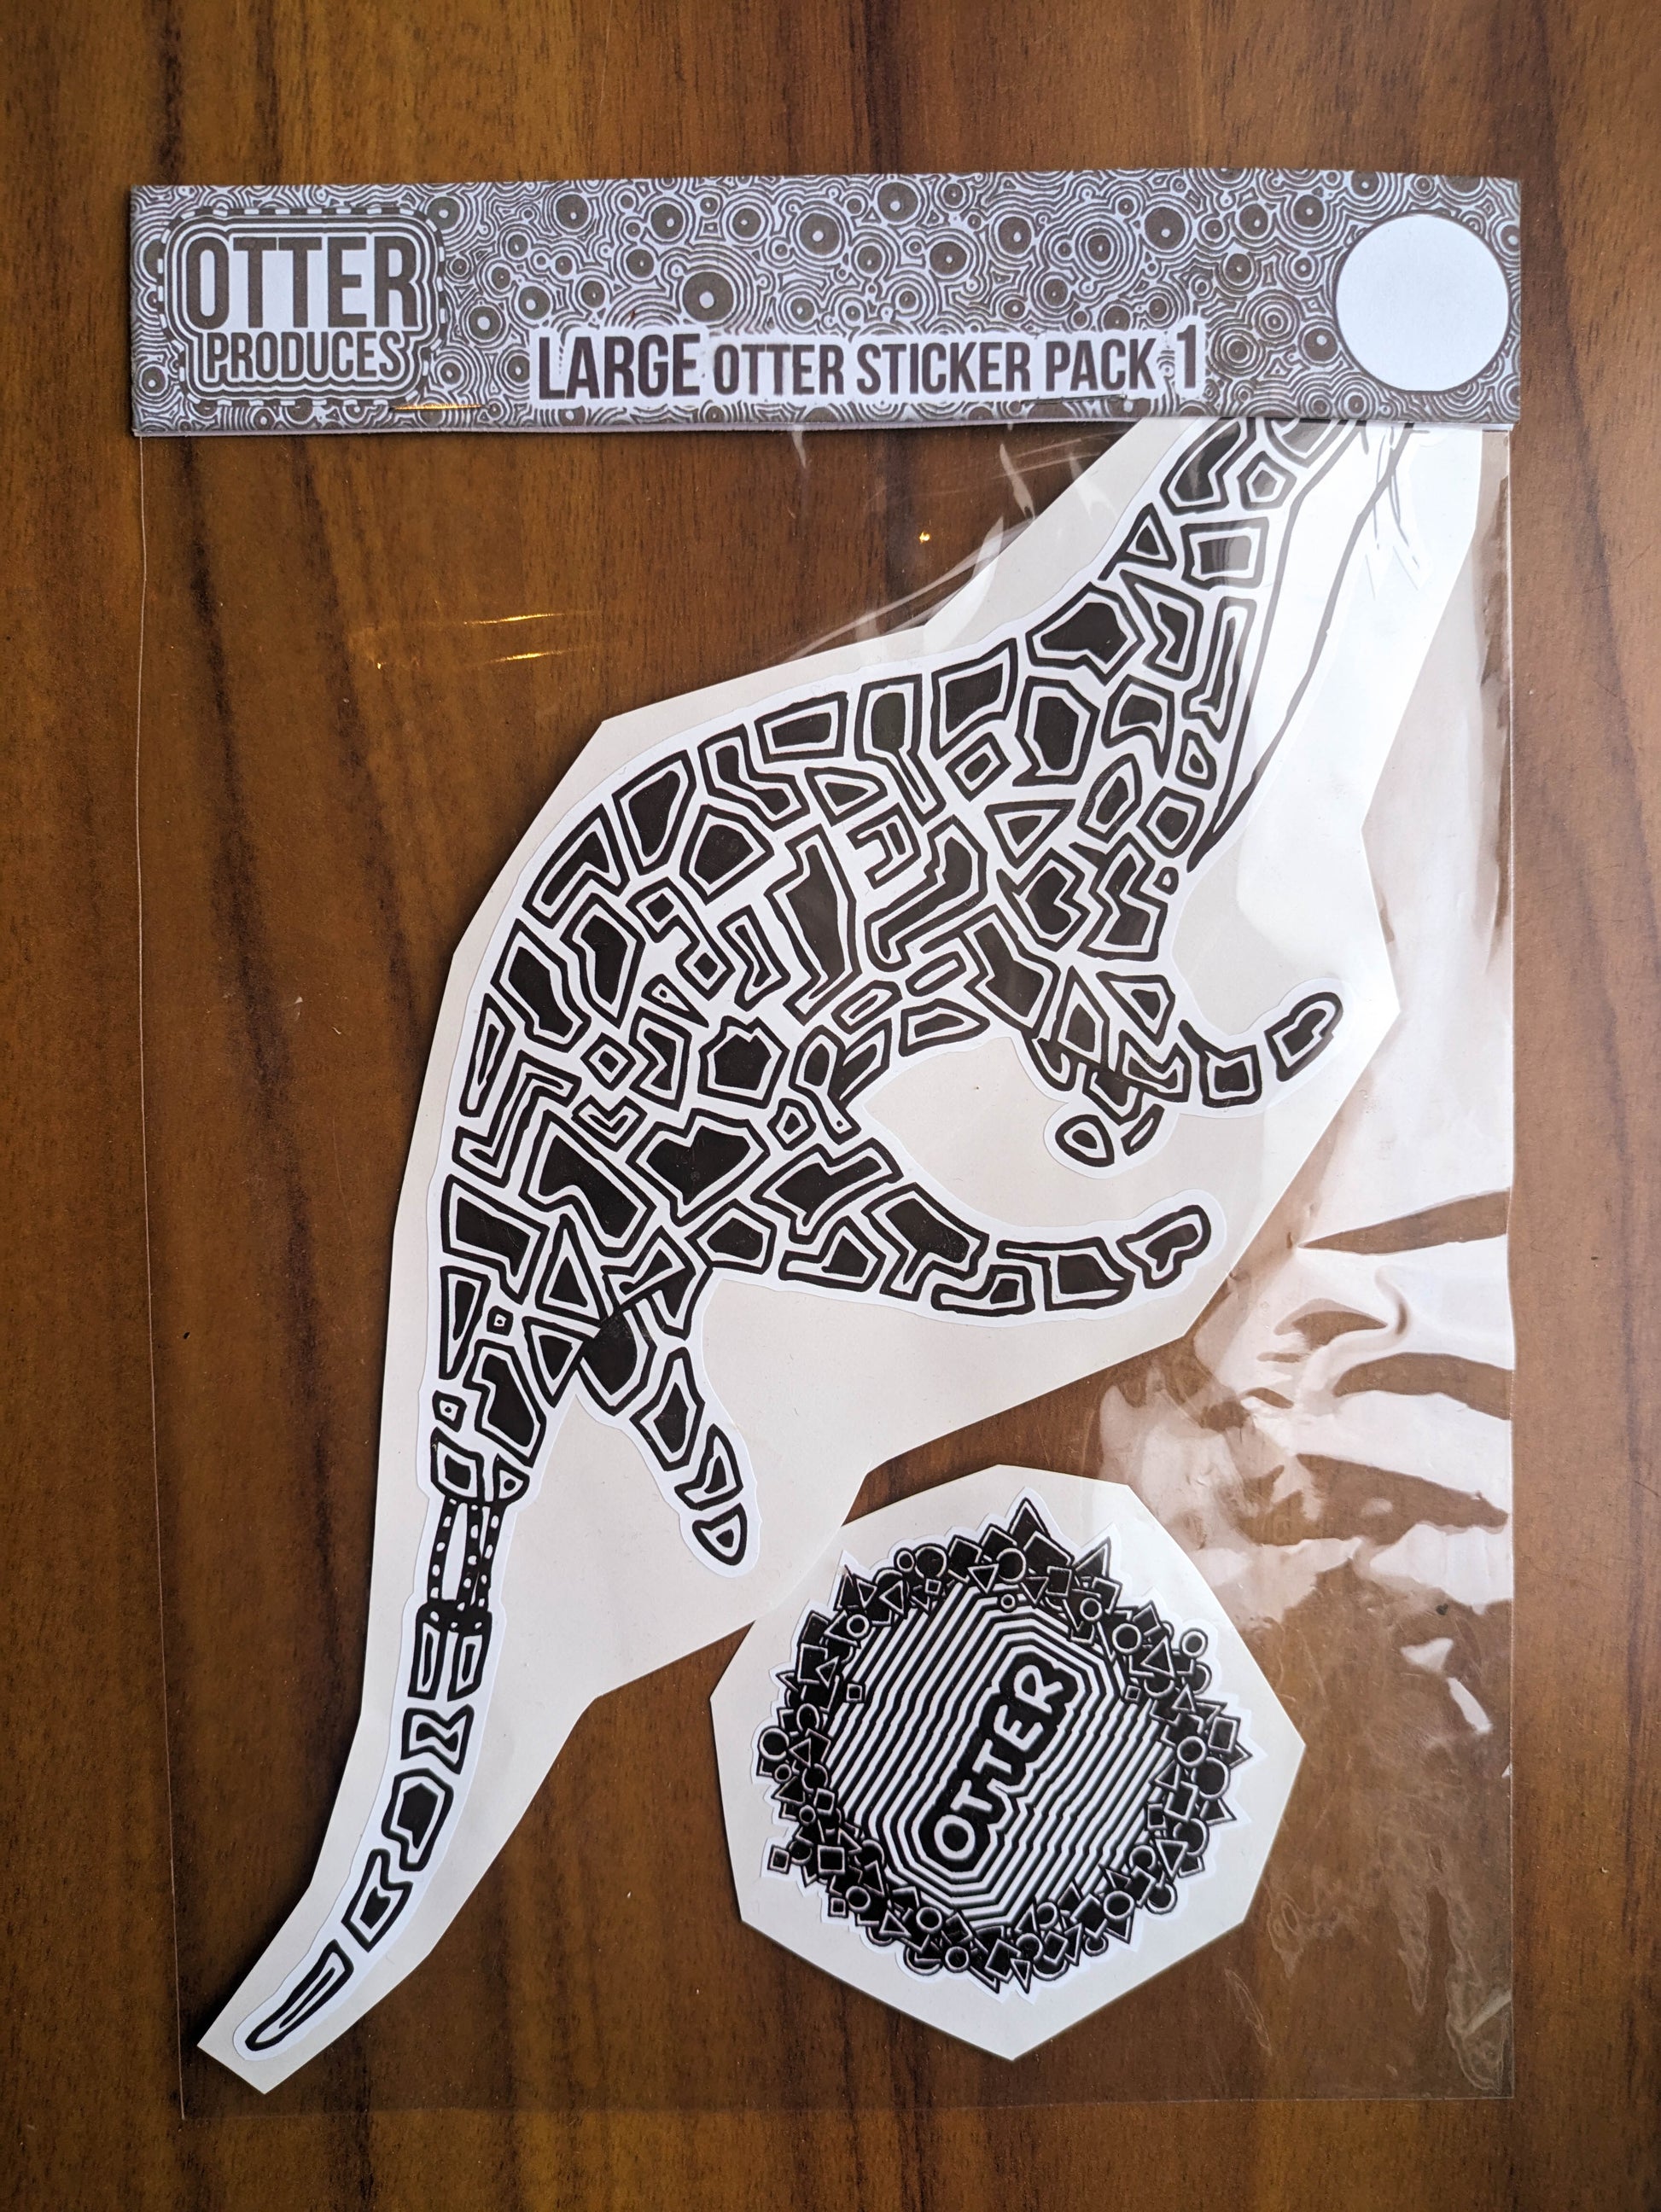 OTTER
PRODUCES
LARGE OTTER STICKER PACK 1
OTTER